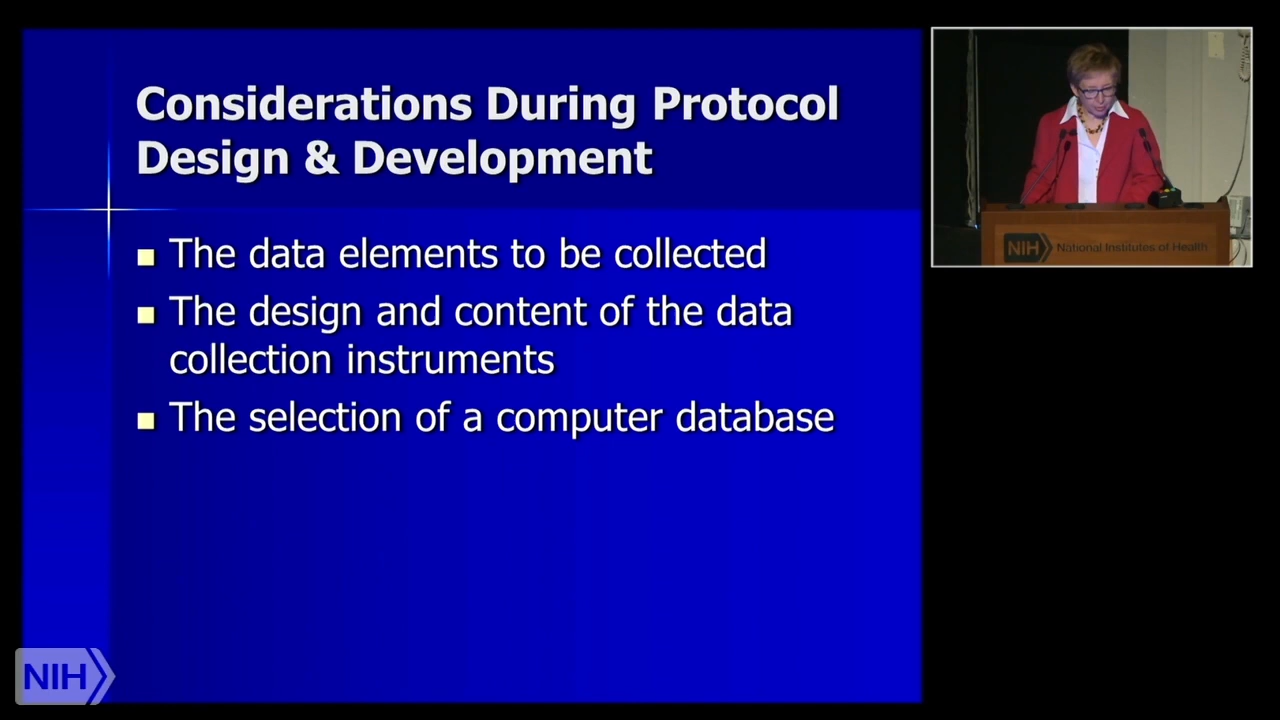 Considerations During Protocol
Design & Development
The data elements to be collected
The design and content of the data
collection instruments
The selection of a computer database
NIH National Institutes of Health
NIH